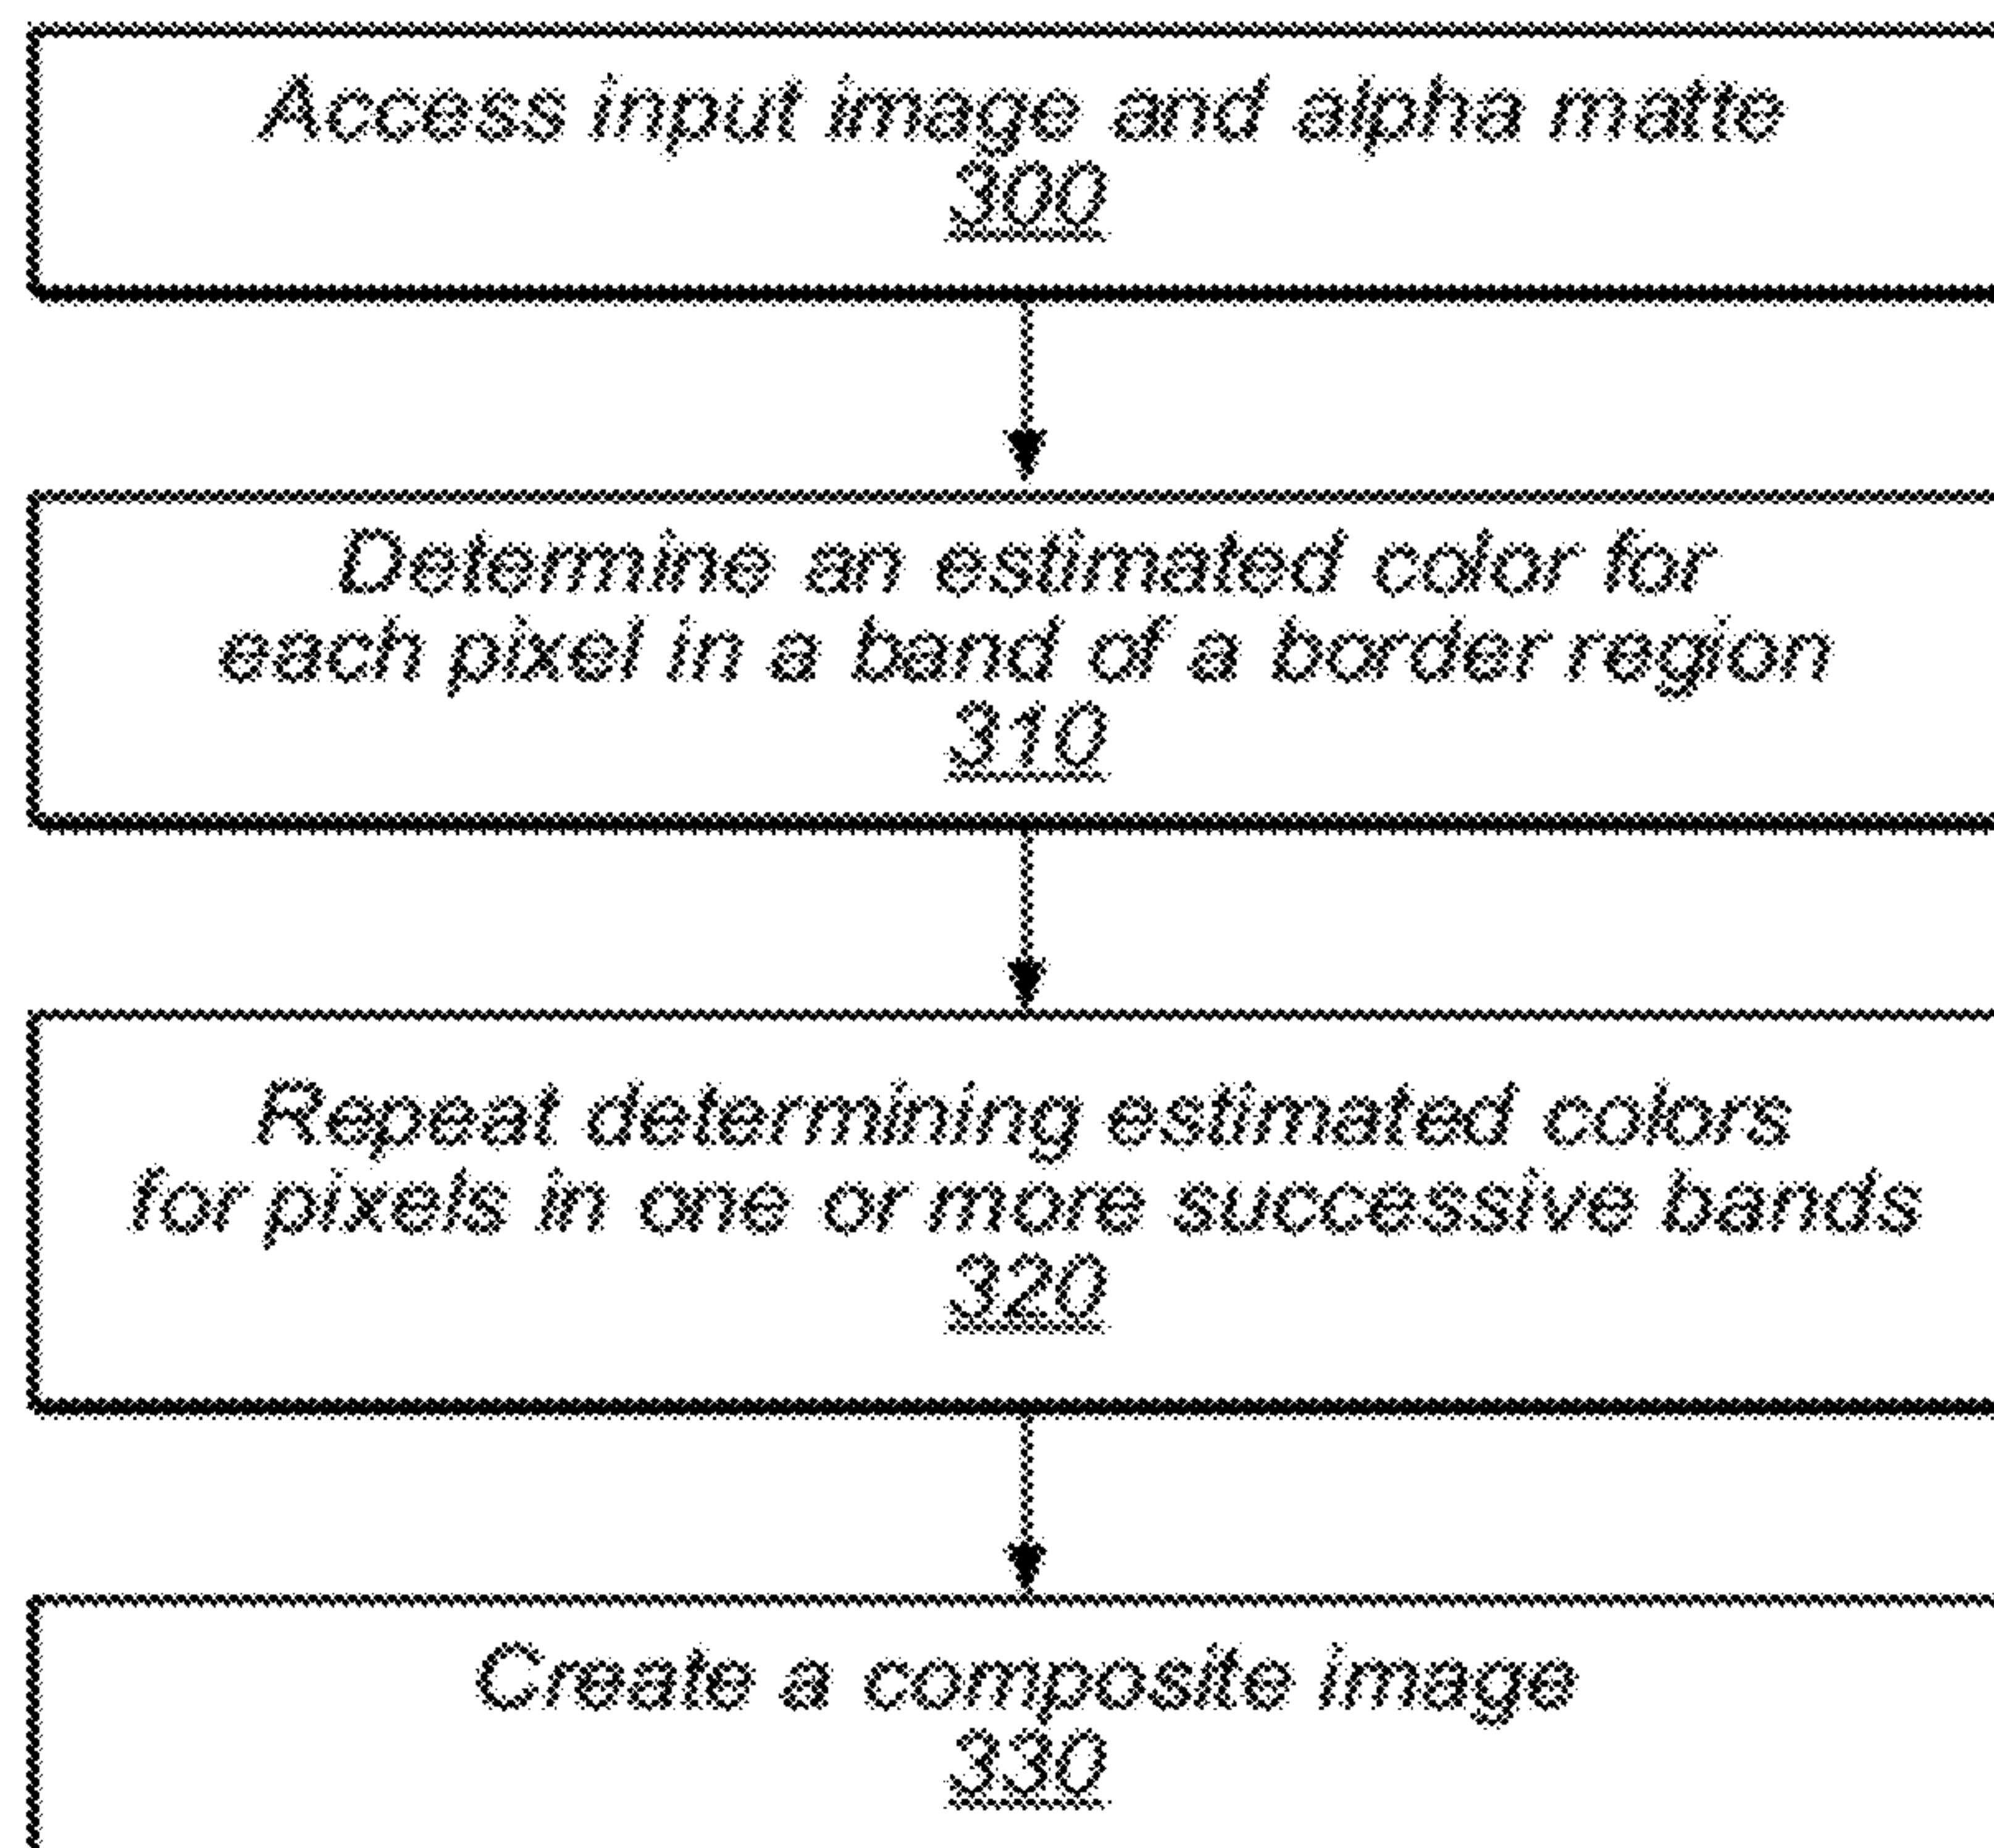 Access input image and alpha matte
300
Determine an estimated color for
each pixel in a band of a border region
310
Repeat determining estimated colors
for pixels in one or more successive bands
320
Create a composite image
330